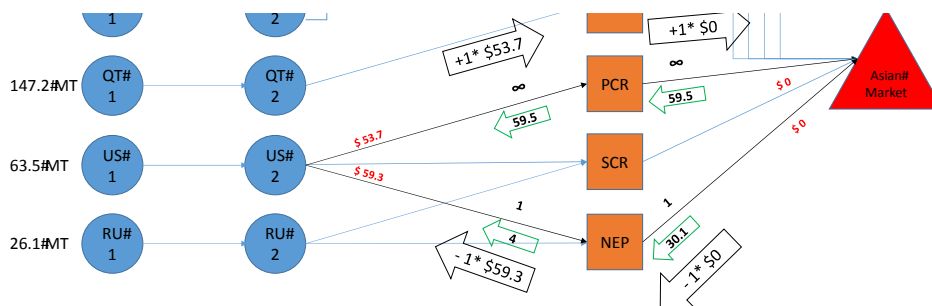 1
2
+1* $53.7
+1* $0
147.2#MT
QT#
1
QT#
2
∞
PCR
∞
59.5
59.5
$ 0
Asian#
Market
$ 53.7
63.5#MT
US#
1
US#
2
$ 59.3
SCR
$ 0
1
1
26.1#MT
RU#
1
RU#
2
4
NEP
30.1
- 1* $59.3
- 1* $0